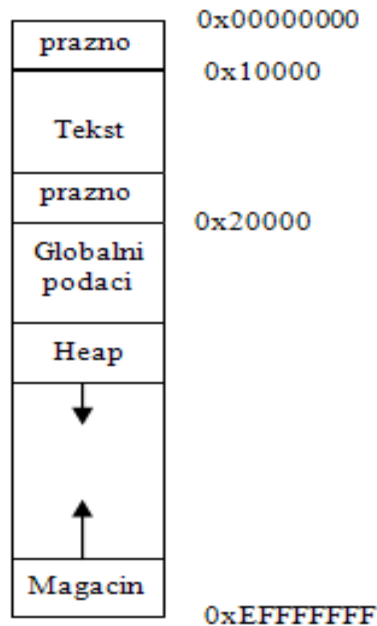 0x00000000
prazno
0x10000
Tekst
prazno
0x20000
Globalni
podaci
Heap
Magacin
0xEFFFFFFF